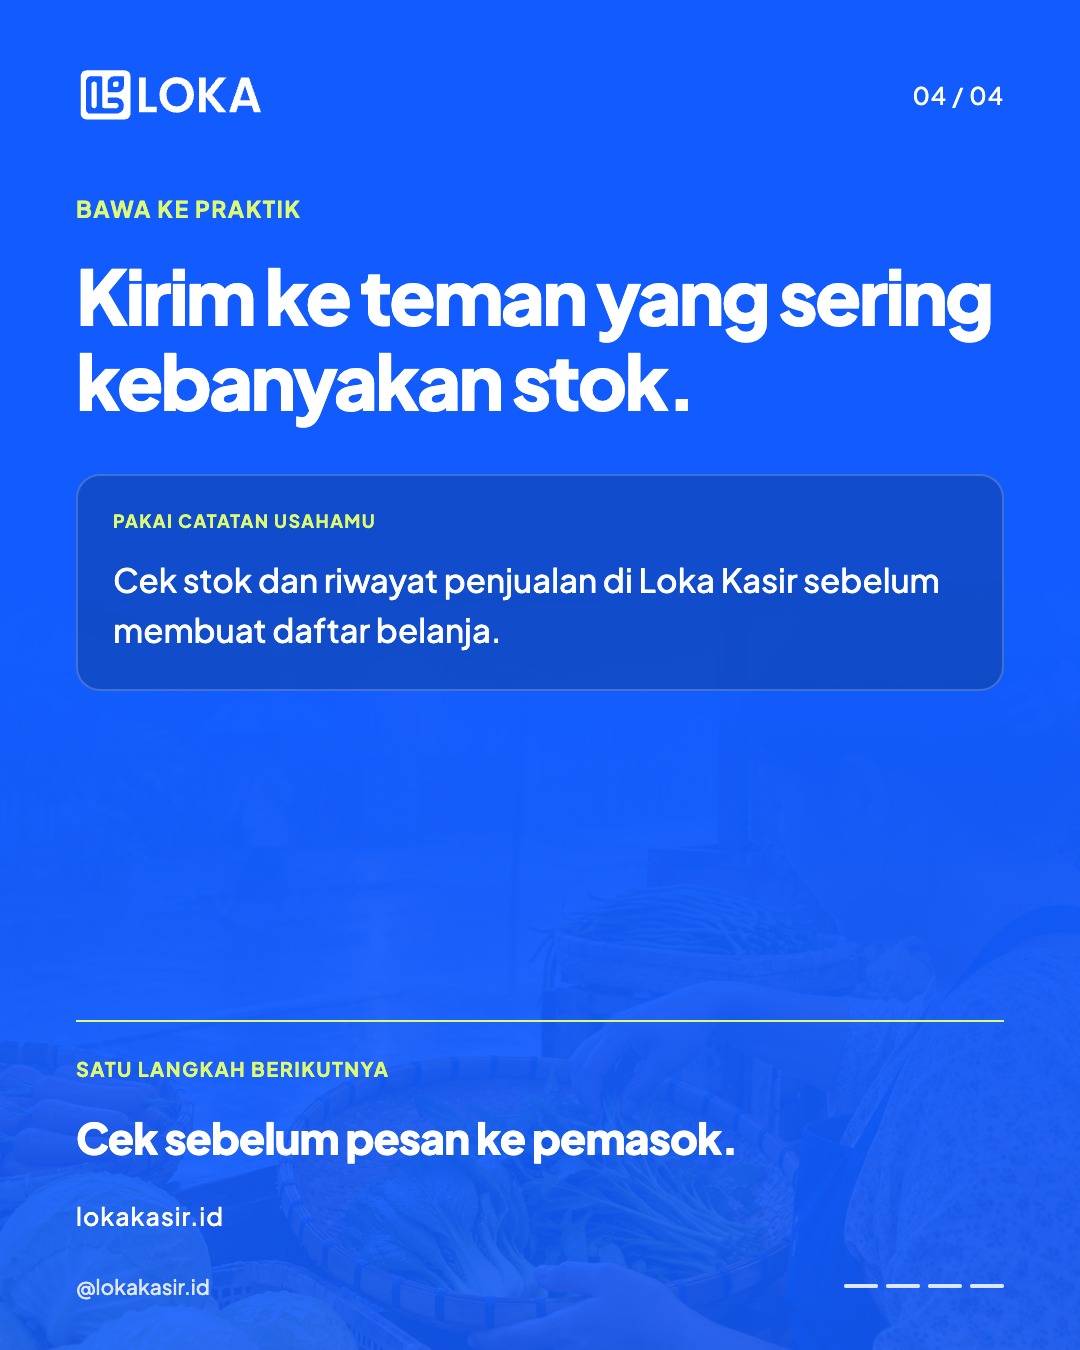 LOKA
04 / 04
BAWA KE PRAKTIK
Kirim ke teman yang sering
kebanyakan stok.
PAKAI CATATAN USAHAMU
Cek stok dan riwayat penjualan di Loka Kasir sebelum
membuat daftar belanja.
SATU LANGKAH BERIKUTNYA
Cek sebelum pesan ke pemasok.
lokakasir.id
@lokakasir.id